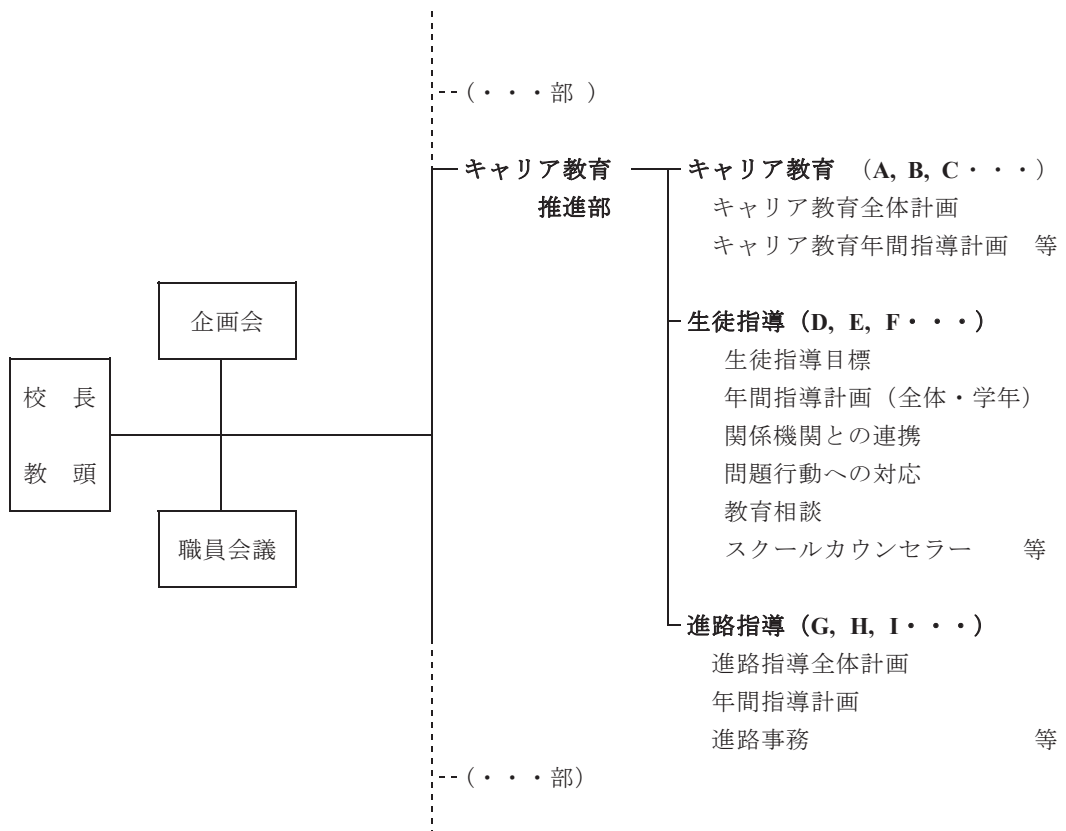 (・・・部 )
キャリア教育
推進部
キャリア教育 (A, B, C・・・)
キャリア教育全体計画
キャリア教育年間指導計画 等
企画会
校 長
教 頭
職員会議
生徒指導(D, E, F・・・)
生徒指導目標
年間指導計画(全体・学年)
関係機関との連携
問題行動への対応
教育相談
スクールカウンセラー 等
進路指導(G, H, I・・・)
進路指導全体計画
年間指導計画
進路事務 等
(・・・部)